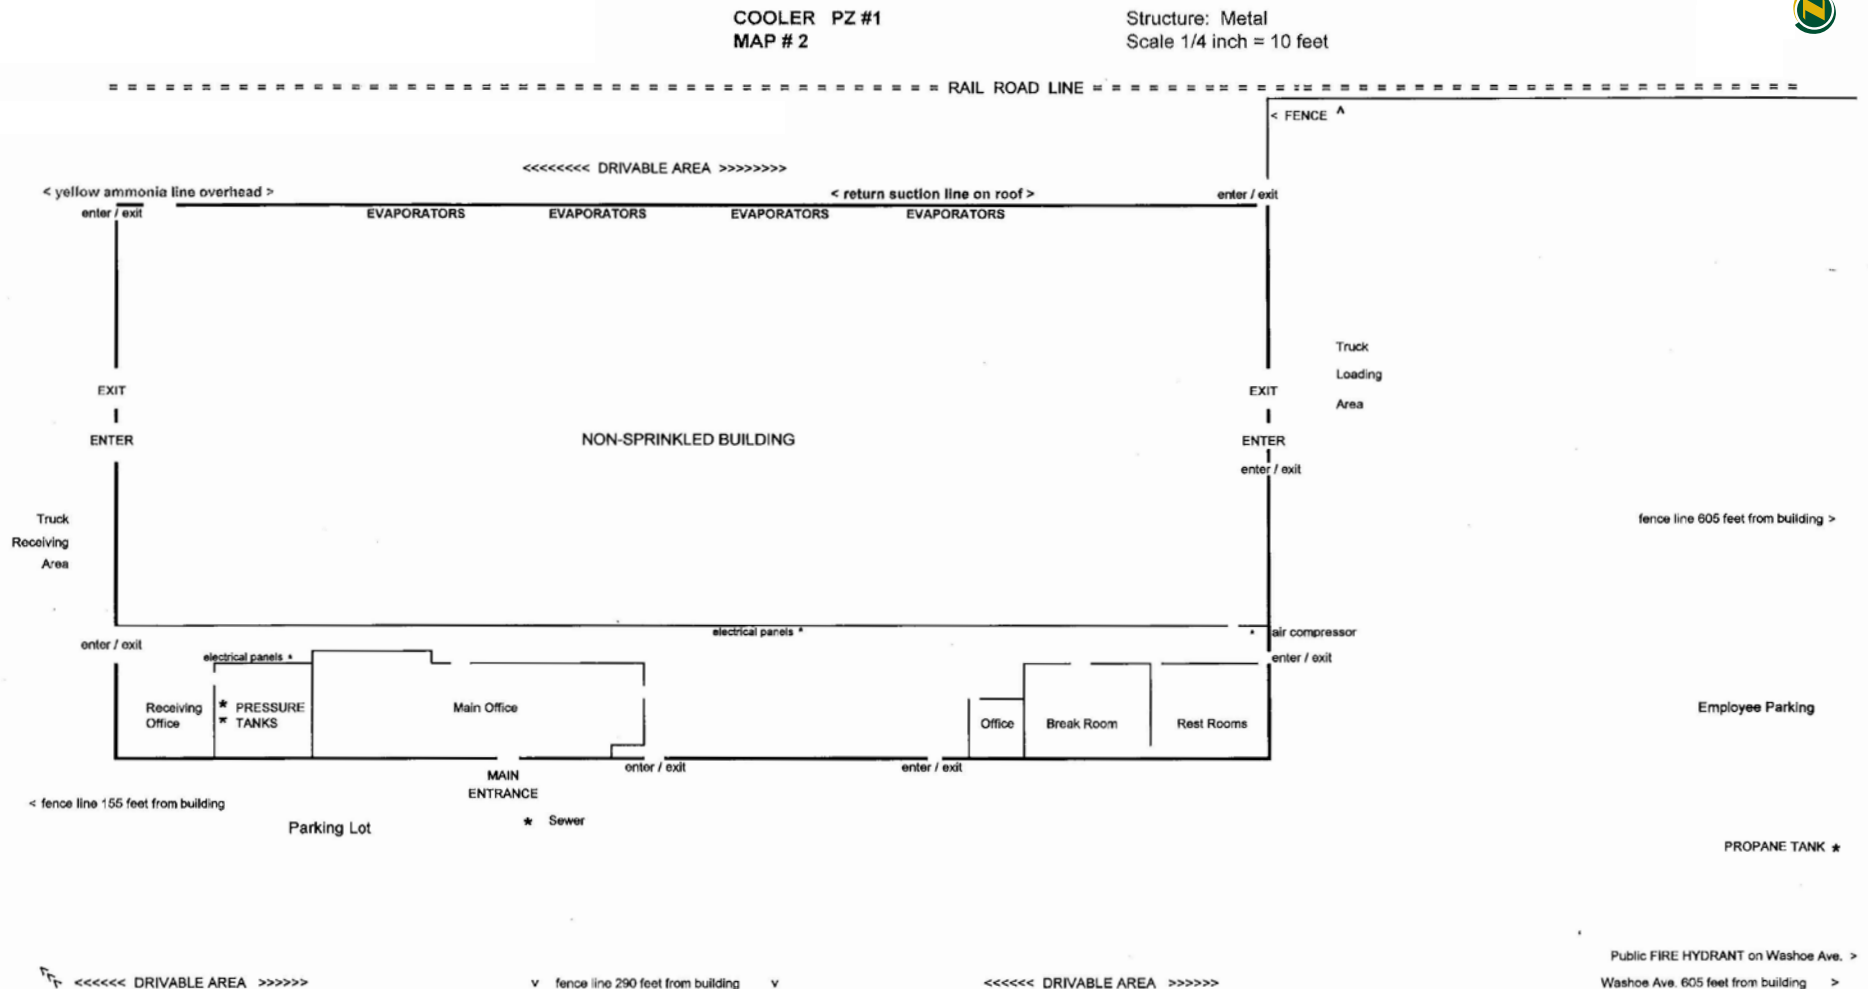 COOLER PZ #1
MAP # 2
Structure: Metal
Scale 1/4 inch = 10 feet
N
= = = = = = = = = = = = = = = = = = = = = = = = = = = = = = = = = = = = = = = = = = = = = RAIL ROAD LINE = = = = = = = = = = = = = = = = = = = = = = = = = = = = = = = = = = = = = =
< FENCE ^
<<<<<<<< DRIVABLE AREA >>>>>>>>
< yellow ammonia line overhead >
< return suction line on roof >
enter / exit
enter / exit
EVAPORATORS
EVAPORATORS
EVAPORATORS
EVAPORATORS
Truck
Loading
Area
EXIT
EXIT
ENTER
NON-SPRINKLED BUILDING
ENTER
enter / exit
Truck
Receiving
Area
fence line 605 feet from building >
electrical panels *
* air compressor
enter / exit
electrical panels *
enter / exit
Receiving
Office
* PRESSURE
* TANKS
Main Office
Office
Break Room
Rest Rooms
Employee Parking
enter / exit
enter / exit
MAIN
ENTRANCE
< fence line 155 feet from building
Parking Lot
* Sewer
PROPANE TANK *
Public FIRE HYDRANT on Washoe Ave. >
<<< <<<<<< DRIVABLE AREA >>>>>>
v fence line 290 feet from building v
<<<<<< DRIVABLE AREA >>>>>>
Washoe Ave. 605 feet from building >